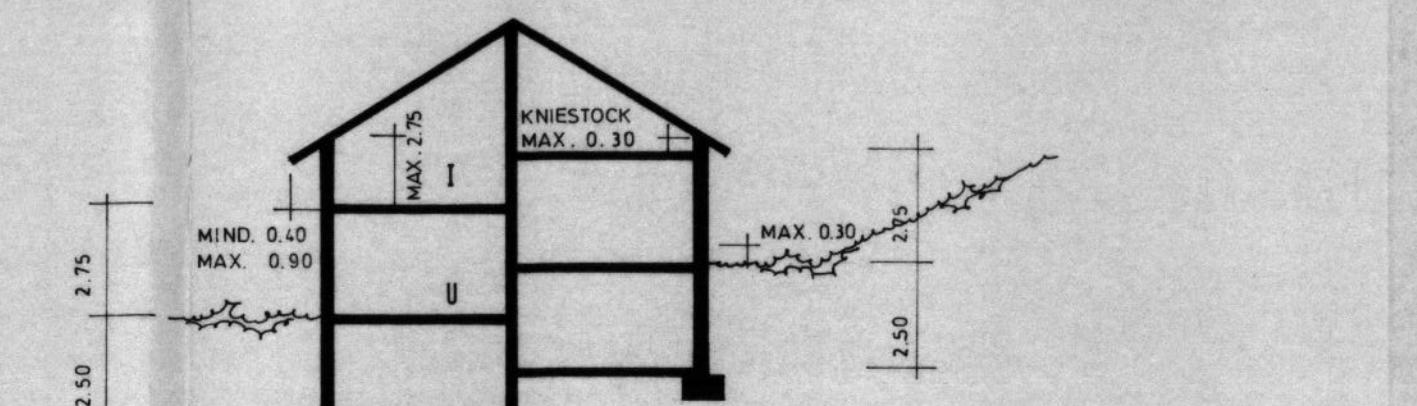 KNIESTOCK
MAX. 0.30
MAX. 2.75
I
MIND. 0.40
MAX. 0.90
U
MAX. 0.30
2.75
2.50
2.75
2.50